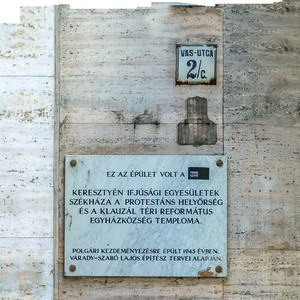 VAS-UTCA
2/C.
EZ AZ ÉPÜLET VOLT A
KERESZTYÉN IFJÚSÁGI EGYESÜLETEK
SZÉKHÁZA A PROTESTÁNS HELYŐRSÉG
ÉS A KLAUZÁL TÉRI REFORMÁTUS
EGYHÁZKÖZSÉG TEMPLOMA.
POLGÁRI KEZDEMÉNYEZÉSRE ÉPÜLT 1943 ÉVBEN,
VÁRADY-SZABÓ LAJOS ÉPÍTÉSZ TERVEI ALAPJÁN.